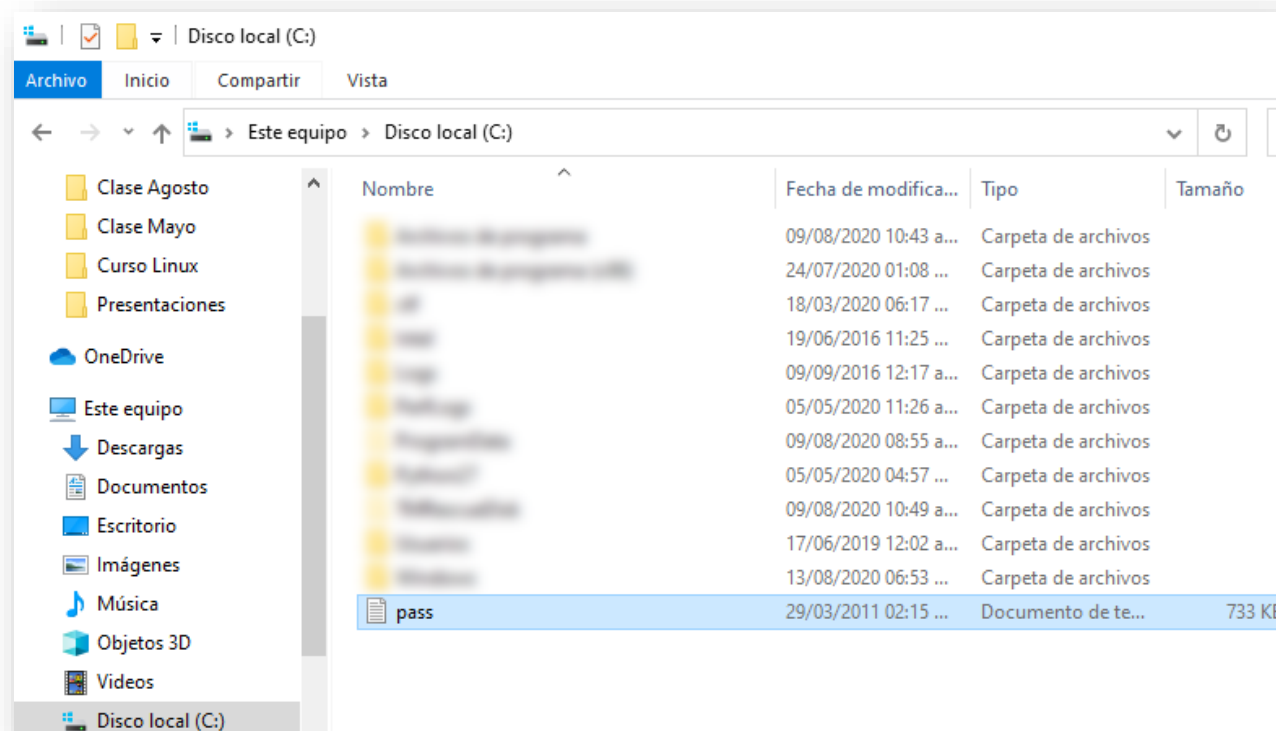 Disco local (C:)
Archivo Inicio Compartir Vista
Este equipo > Disco local (C:)
Clase Agosto
Clase Mayo
Curso Linux
Presentaciones
OneDrive
Este equipo
Descargas
Documentos
Escritorio
Imágenes
Música
Objetos 3D
Videos
Disco local (C:)
Nombre Fecha de modifica... Tipo Tamaño
09/08/2020 10:43 a... Carpeta de archivos
24/07/2020 01:08 ... Carpeta de archivos
18/03/2020 06:17 ... Carpeta de archivos
19/06/2016 11:25 ... Carpeta de archivos
09/09/2016 12:17 a... Carpeta de archivos
05/05/2020 11:26 a... Carpeta de archivos
09/08/2020 08:55 a... Carpeta de archivos
05/05/2020 04:57 ... Carpeta de archivos
09/08/2020 10:49 a... Carpeta de archivos
17/06/2019 12:02 a... Carpeta de archivos
13/08/2020 06:53 ... Carpeta de archivos
pass 29/03/2011 02:15 ... Documento de te... 733 KB